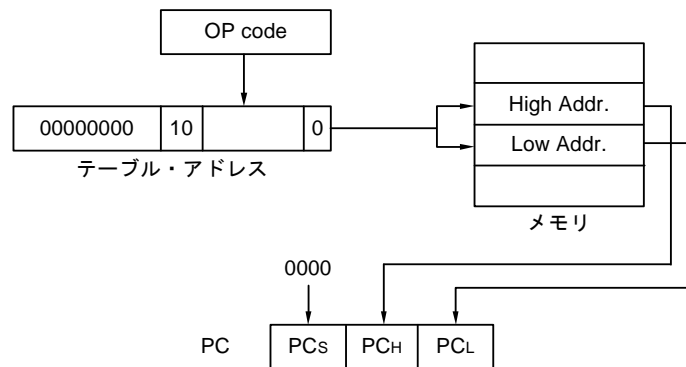 OP code
00000000 10 0
テーブル・アドレス
High Addr.
Low Addr.
メモリ
0000
PC PCS PCH PCL